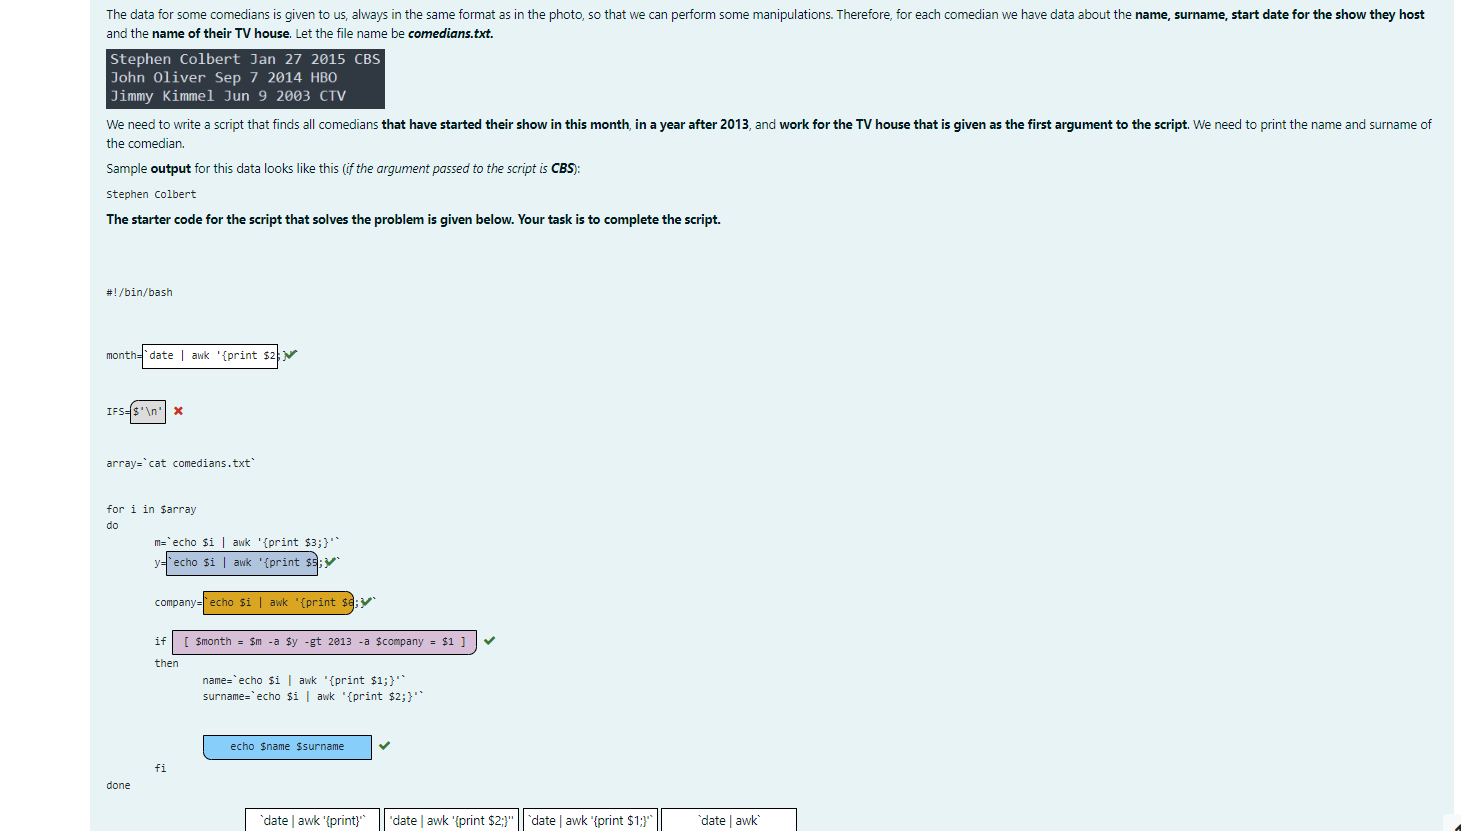 The data for some comedians is given to us, always in the same format as in the photo, so that we can perform some manipulations. Therefore, for each comedian we have data about the name, surname, start date for the show they host
and the name of their TV house. Let the file name be comedians.txt.
Stephen Colbert Jan 27 2015 CBS
John Oliver Sep 7 2014 HBO
Jimmy Kimmel Jun 9 2003 CTV
We need to write a script that finds all comedians that have started their show in this month, in a year after 2013, and work for the TV house that is given as the first argument to the script. We need to print the name and surname of
the comedian.
Sample output for this data looks like this (if the argument passed to the script is CBS):
Stephen Colbert
The starter code for the script that solves the problem is given below. Your task is to complete the script.
#!/bin/bash
month=`date | awk '{print $2;}
IFS=$'\n'
array=`cat comedians.txt`
for i in $array
do
m=`echo $i | awk '{print $3;}'`
y=`echo $i | awk '{print $5;}`
company=`echo $i | awk '{print $6;}`
if [ $month = $m -a $y -gt 2013 -a $company = $1 ]
then
name=`echo $i | awk '{print $1;}'`
surname=`echo $i | awk '{print $2;}'`
echo $name $surname
fi
done
`date | awk '{print}'` 'date | awk '{print $2;}'' `date | awk '{print $1;}'` `date | awk`